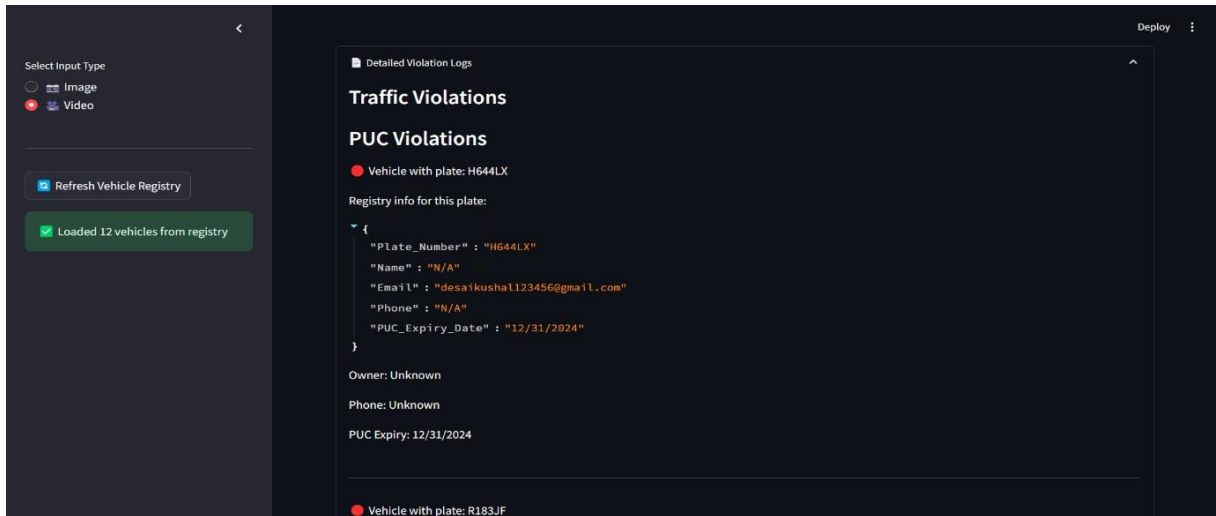 Deploy
Select Input Type
Image
Video
Refresh Vehicle Registry
Loaded 12 vehicles from registry
Detailed Violation Logs
Traffic Violations
PUC Violations
Vehicle with plate: H644LX
Registry info for this plate:
{
"Plate_Number" : "H644LX"
"Name" : "N/A"
"Email" : "desaikushal123456@gmail.com"
"Phone" : "N/A"
"PUC_Expiry_Date" : "12/31/2024"
}
Owner: Unknown
Phone: Unknown
PUC Expiry: 12/31/2024
Vehicle with plate: R183JF